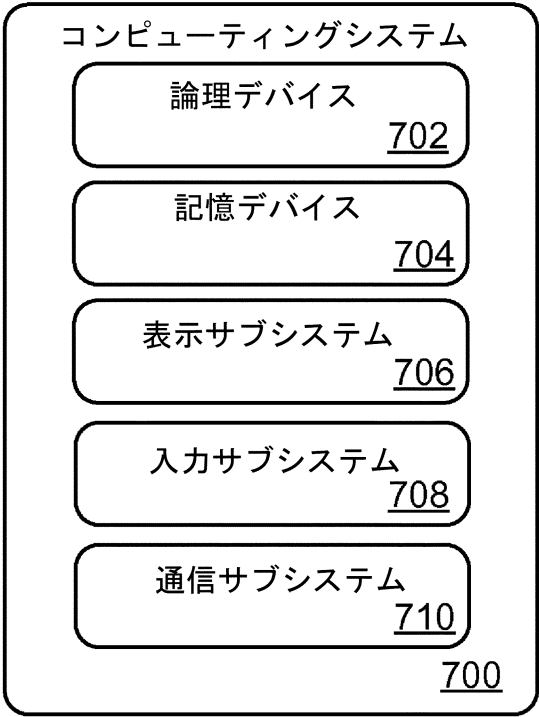 コンピューティングシステム
論理デバイス
702
記憶デバイス
704
表示サブシステム
706
入力サブシステム
708
通信サブシステム
710
700